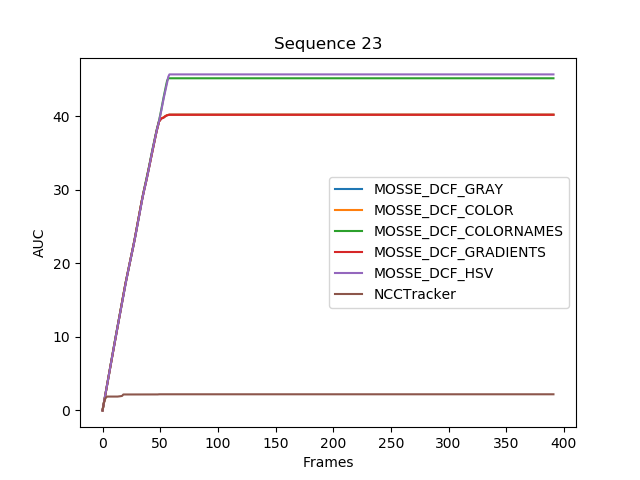 Sequence 23
AUC
40
30
20
10
0
MOSSE_DCF_GRAY
MOSSE_DCF_COLOR
MOSSE_DCF_COLORNAMES
MOSSE_DCF_GRADIENTS
MOSSE_DCF_HSV
NCCTracker
0 50 100 150 200 250 300 350 400
Frames